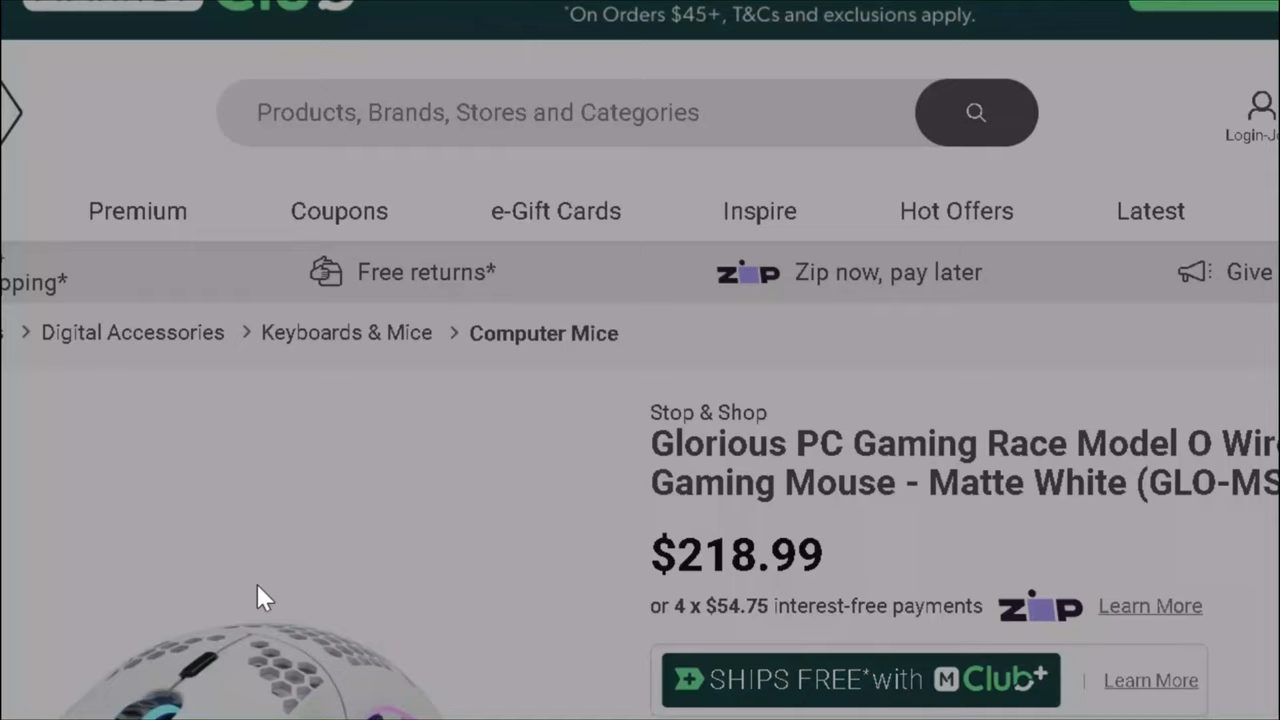 *On Orders $45+, T&Cs and exclusions apply.
Products, Brands, Stores and Categories
Premium
Coupons
e-Gift Cards
Inspire
Hot Offers
Latest
Free returns*
Zip Zip now, pay later
Give
> Digital Accessories > Keyboards & Mice > Computer Mice
Stop & Shop
Glorious PC Gaming Race Model O
Gaming Mouse - Matte White (GLO-MS
$218.99
or 4 x $54.75 interest-free payments Zip Learn More
SHIPS FREE* with M Club+ | Learn More